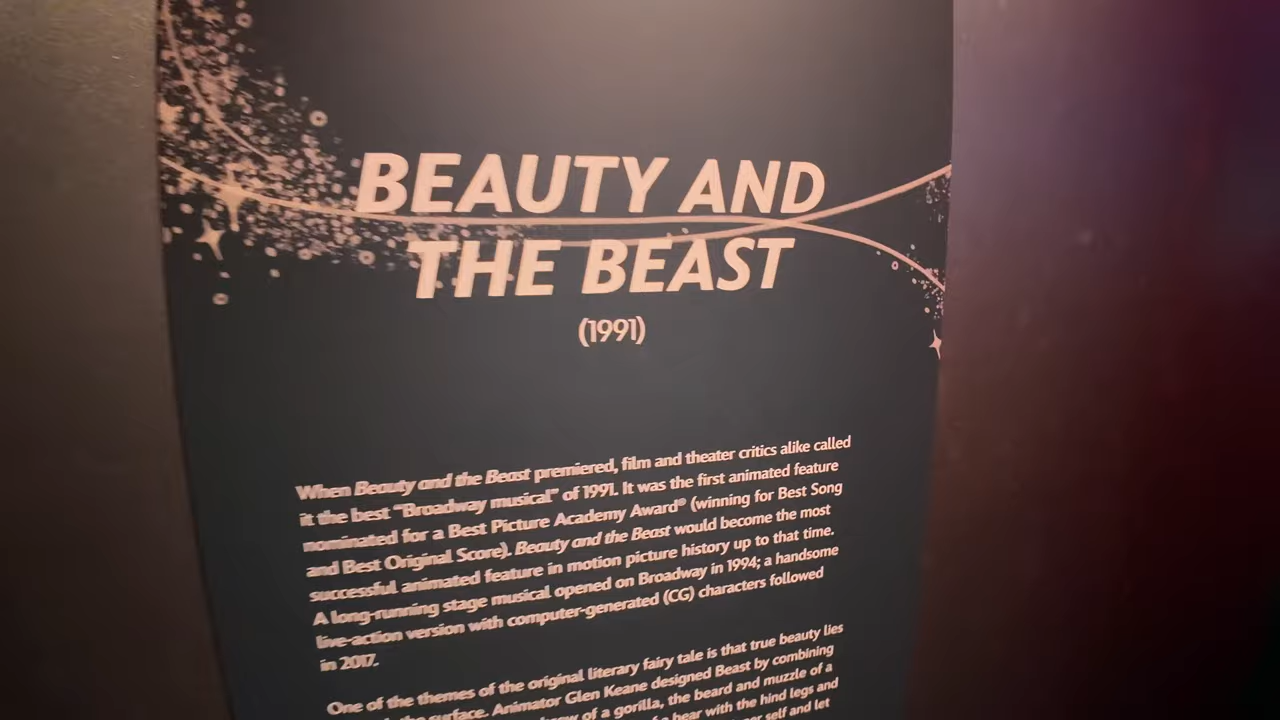 BEAUTY AND
THE BEAST
(1991)
When Beauty and the Beast premiered, film and theater critics alike called
it the best “Broadway musical” of 1991. It was the first animated feature
nominated for a Best Picture Academy Award® (winning for Best Song
and Best Original Score). Beauty and the Beast would become the most
successful animated feature in motion picture history up to that time.
A long-running stage musical opened on Broadway in 1994; a handsome
live-action version with computer-generated (CG) characters followed
in 2017.
One of the themes of the original literary fairy tale is that true beauty lies
the surface. Animator Glen Keane designed Beast by combining
of a gorilla, the beard and muzzle of a
bear with the hind legs and
self and let